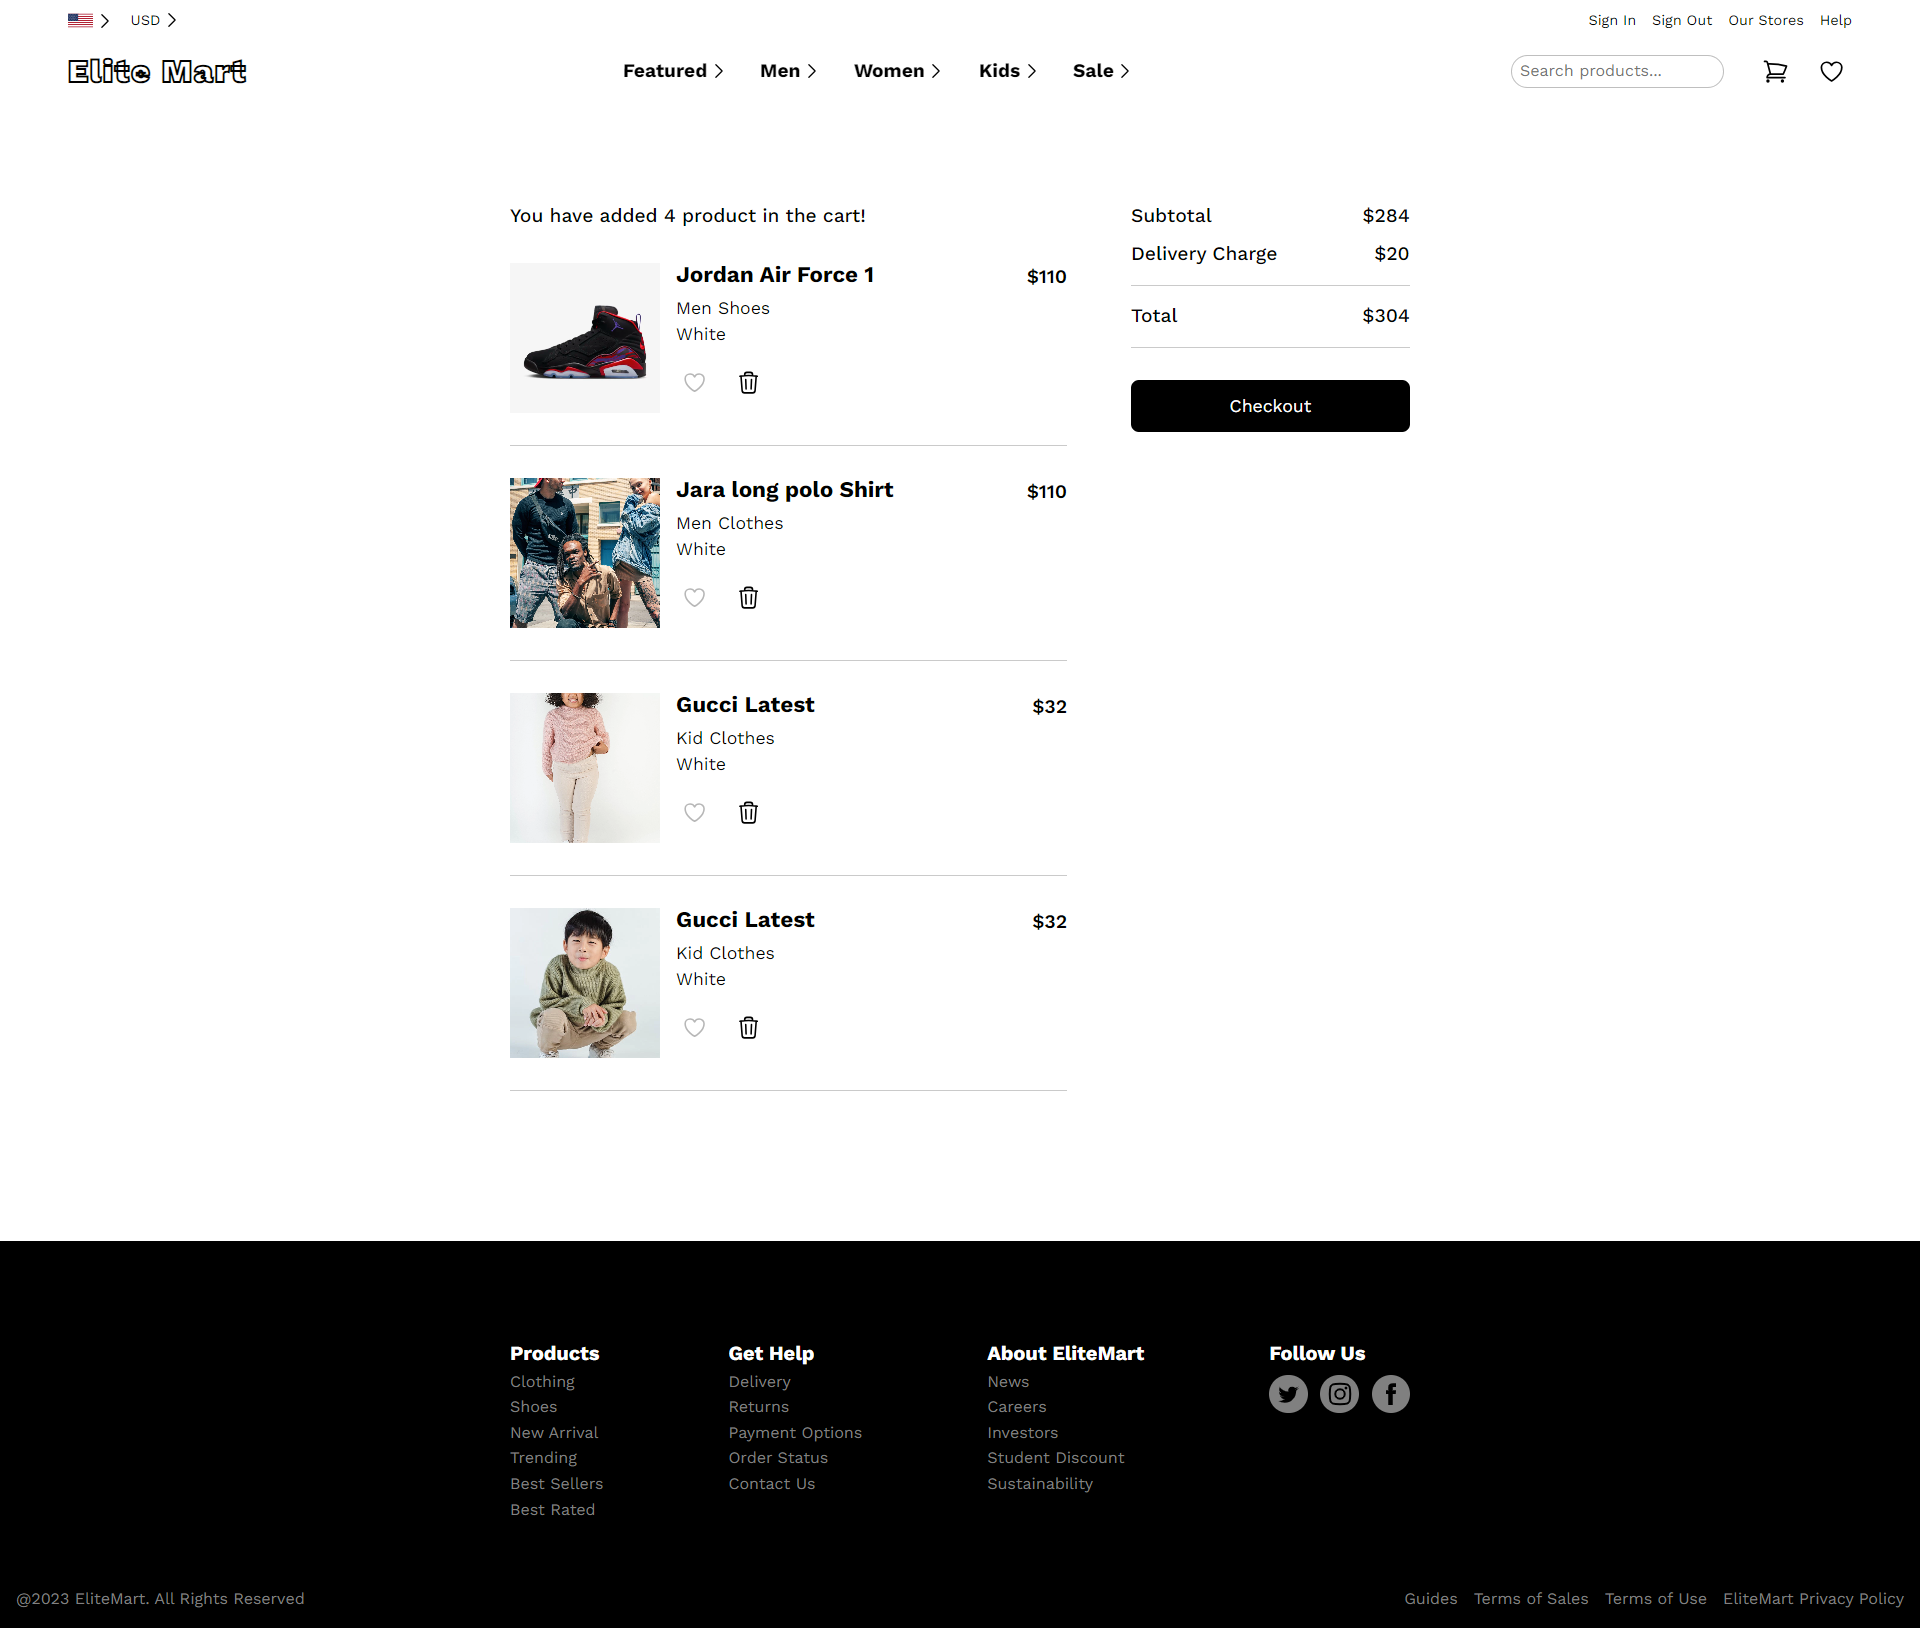 USD
Sign In Sign Out Our Stores Help
Elite Mart
Featured Men Women Kids Sale
Search products...
You have added 4 product in the cart!
Jordan Air Force 1 $110
Men Shoes
White
Jara long polo Shirt $110
Men Clothes
White
Gucci Latest $32
Kid Clothes
White
Gucci Latest $32
Kid Clothes
White
Subtotal $284
Delivery Charge $20
Total $304
Checkout
Products
Clothing
Shoes
New Arrival
Trending
Best Sellers
Best Rated
Get Help
Delivery
Returns
Payment Options
Order Status
Contact Us
About EliteMart
News
Careers
Investors
Student Discount
Sustainability
Follow Us
@2023 EliteMart. All Rights Reserved
Guides Terms of Sales Terms of Use EliteMart Privacy Policy